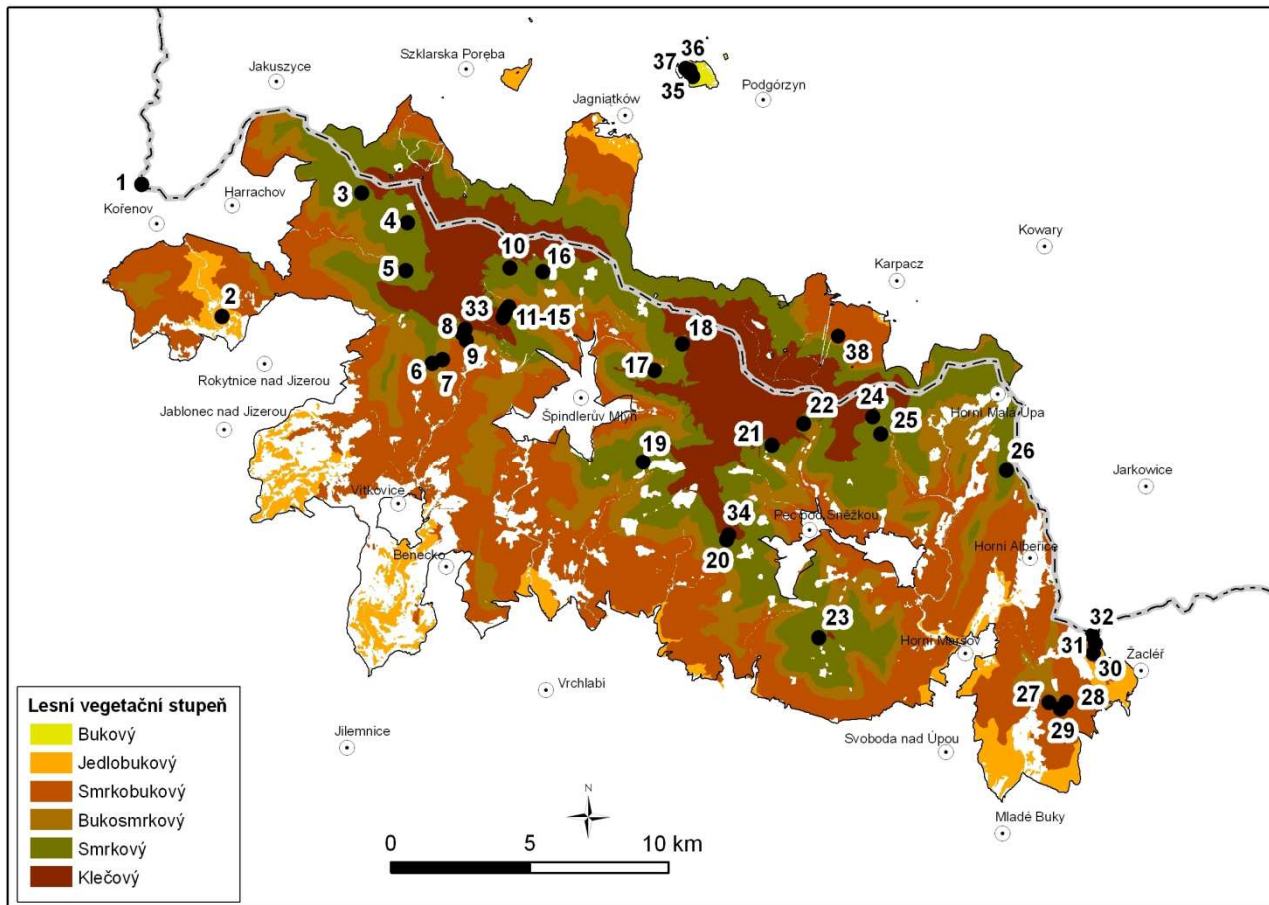 36
Szklarska Poręba
37
Jakuszyce
35
Podgórzyn
Jagniątków
1
3
Harrachov
Kořenov
4
Kowary
10
16
5
Karpacz
2
33
8
11-15
18
38
9
6
7
17
Rokytnice nad Jizerou
Horní Malá Úpa
Jablonec nad Jizerou
Špindlerův Mlýn
22
24
25
21
19
26
Jarkowice
Vítkovice
34
Pec pod Sněžkou
20
Horní Albeřice
Benecko
23
32
Horní Maršov
31
Žacléř
30
Vrchlabí
27
28
29
Jilemnice
Svoboda nad Úpou
Mladé Buky
N
0
5
10 km
Lesní vegetační stupeň
Bukový
Jedlobukový
Smrkobukový
Bukosmrkový
Smrkový
Klečový